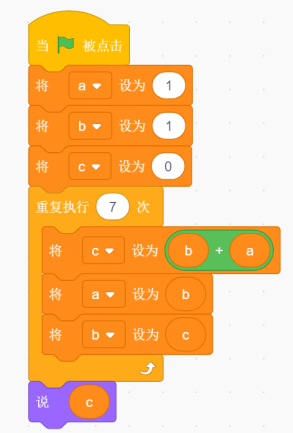 当 被点击
将 a 设为 1
将 b 设为 1
将 c 设为 0
重复执行 7 次
将 c 设为 b + a
将 a 设为 b
将 b 设为 c
说 c